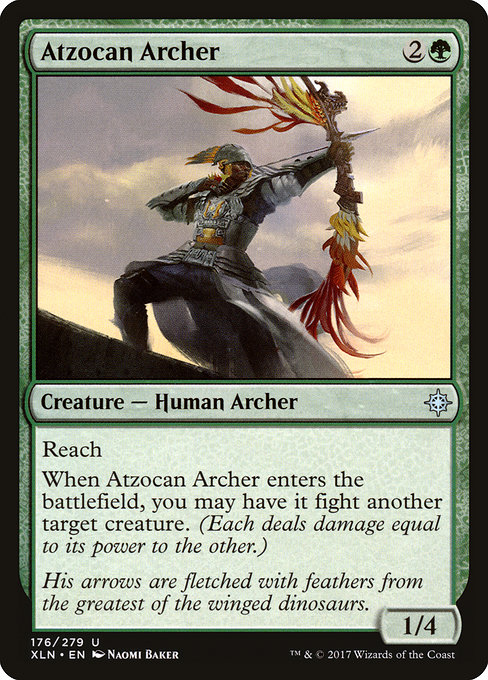 Atzocan Archer 2
Creature — Human Archer
Reach
When Atzocan Archer enters the
battlefield, you may have it fight another
target creature. (Each deals damage equal
to its power to the other.)
His arrows are fletched with feathers from
the greatest of the winged dinosaurs.
1/4
176/279 U
XLN • EN Naomi Baker
™ & © 2017 Wizards of the Coast